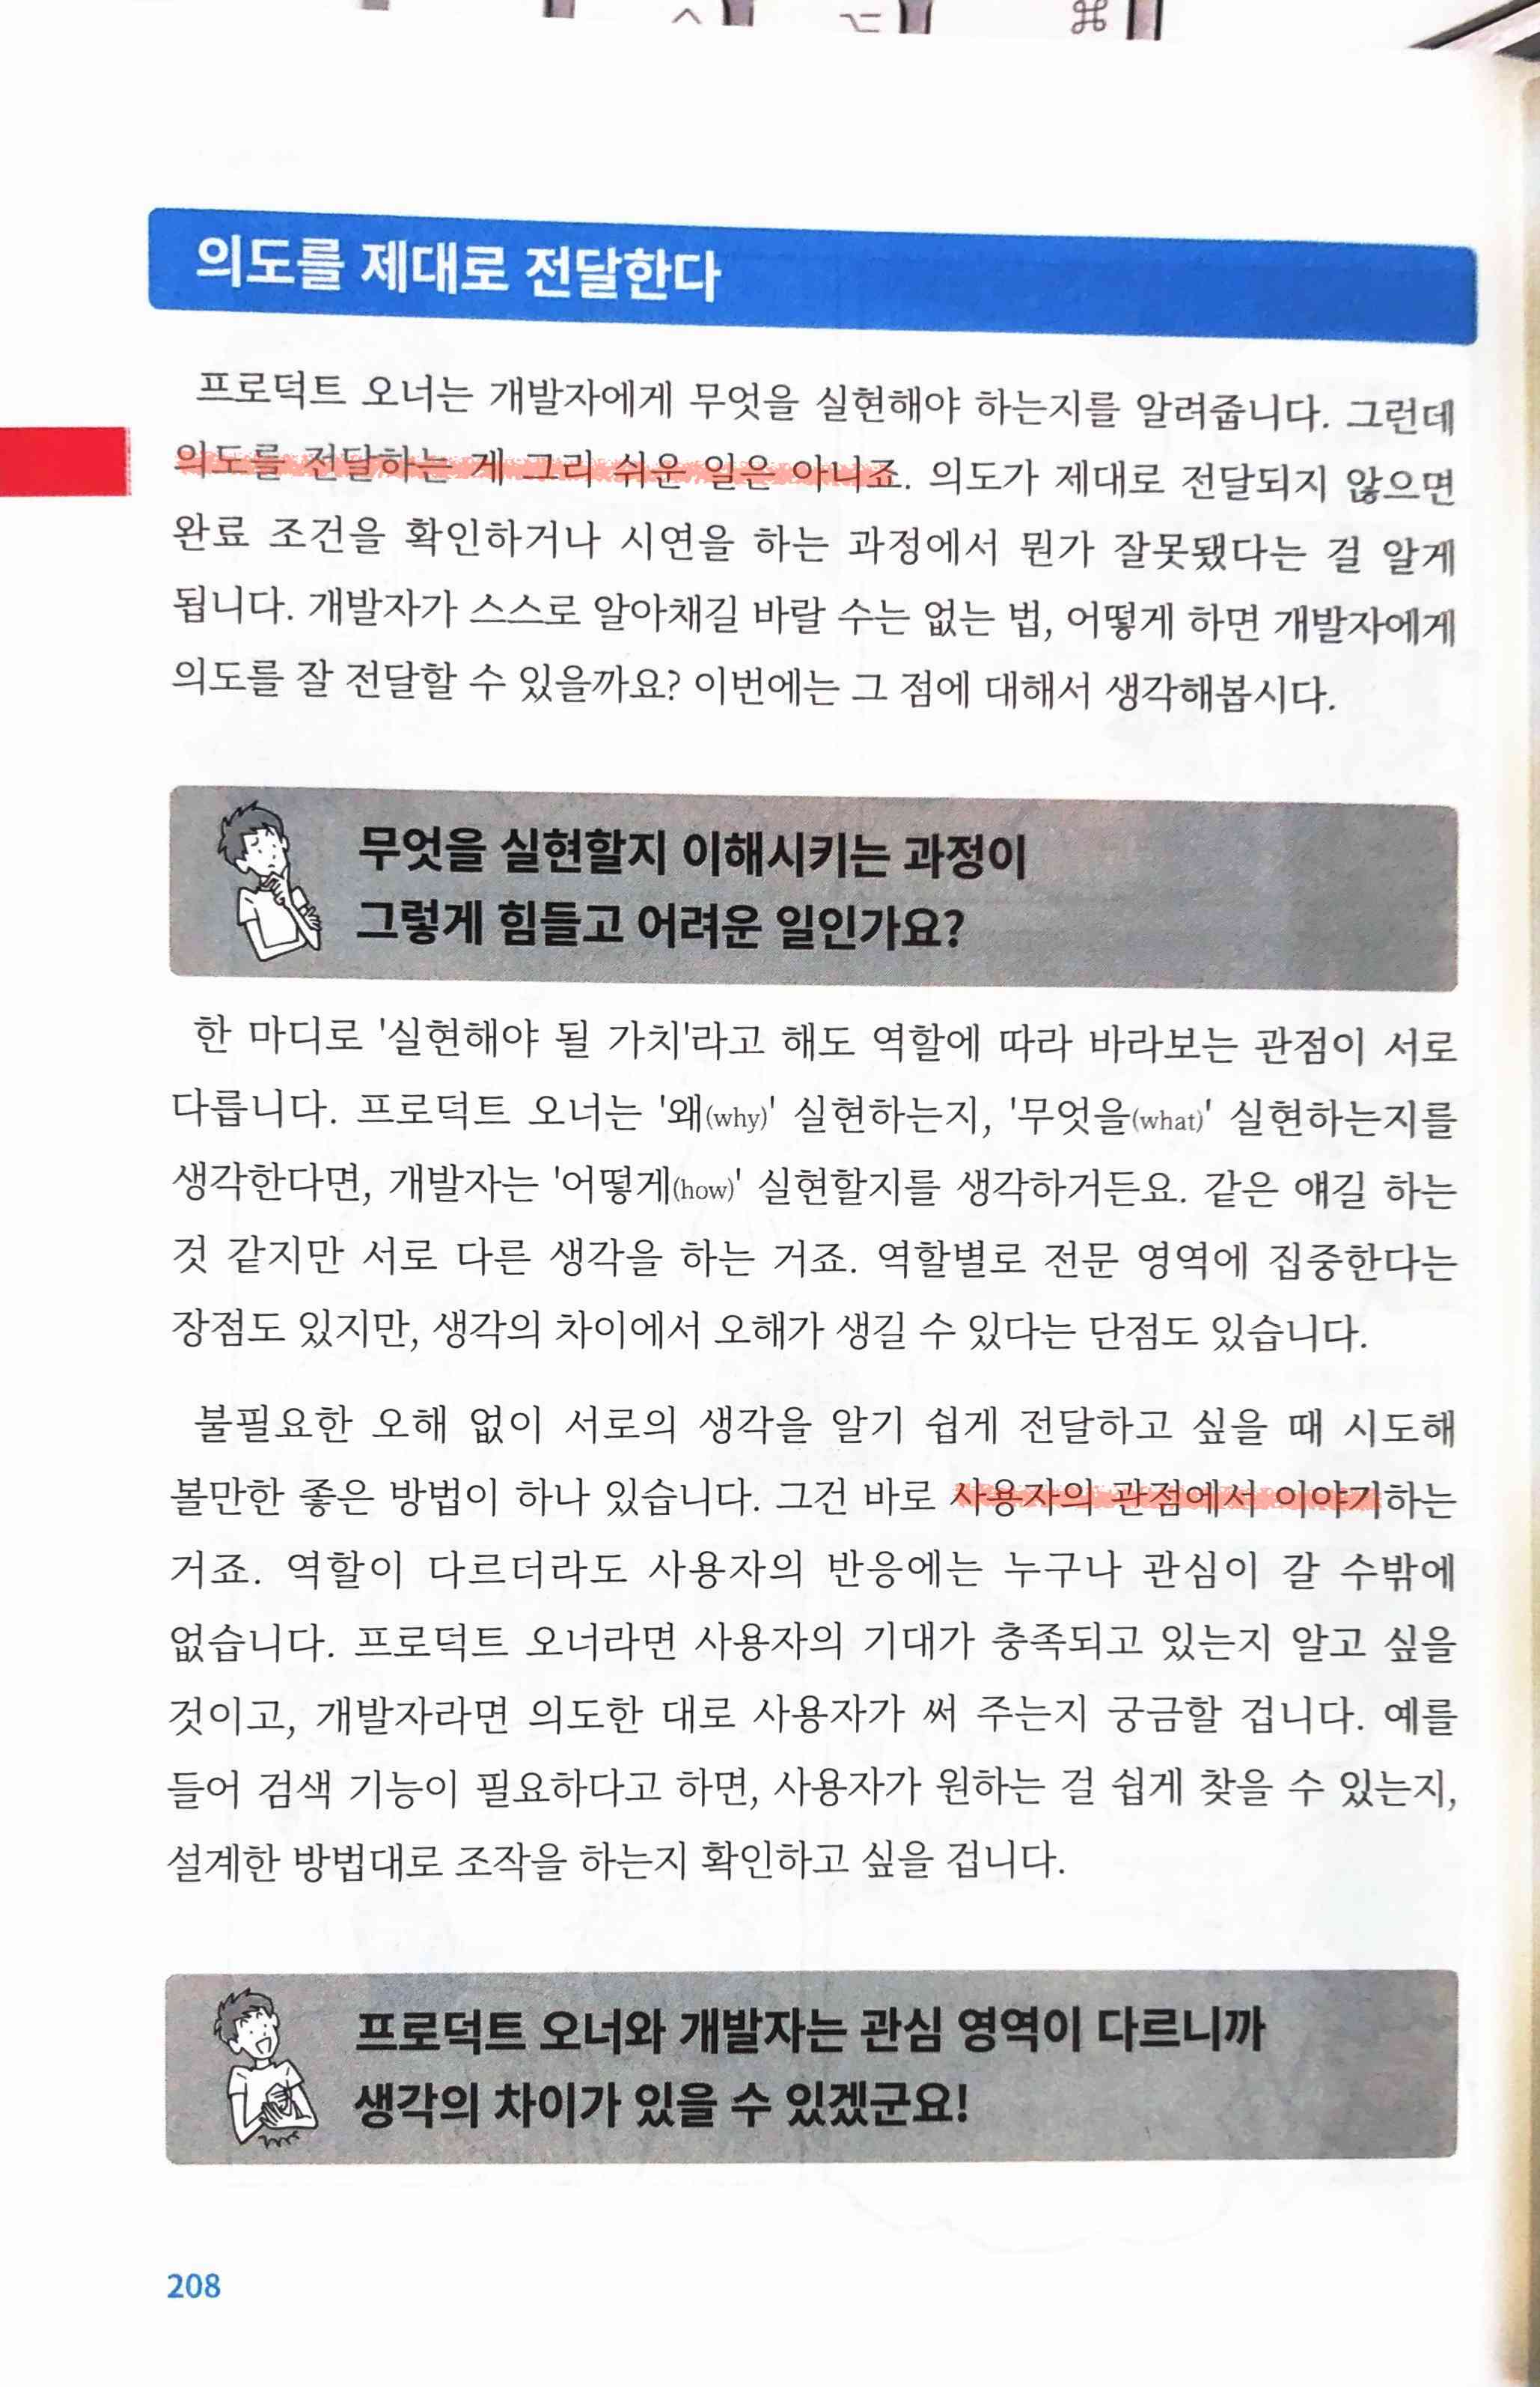 ^ ⌥ ⌘
의도를 제대로 전달한다
프로덕트 오너는 개발자에게 무엇을 실현해야 하는지를 알려줍니다. 그런데
의도를 전달하는 게 그리 쉬운 일은 아니죠. 의도가 제대로 전달되지 않으면
완료 조건을 확인하거나 시연을 하는 과정에서 뭔가 잘못됐다는 걸 알게
됩니다. 개발자가 스스로 알아채길 바랄 수는 없는 법, 어떻게 하면 개발자에게
의도를 잘 전달할 수 있을까요? 이번에는 그 점에 대해서 생각해봅시다.
무엇을 실현할지 이해시키는 과정이
그렇게 힘들고 어려운 일인가요?
한 마디로 '실현해야 될 가치'라고 해도 역할에 따라 바라보는 관점이 서로
다릅니다. 프로덕트 오너는 '왜(why)' 실현하는지, '무엇을(what)' 실현하는지를
생각한다면, 개발자는 '어떻게(how)' 실현할지를 생각하거든요. 같은 얘길 하는
것 같지만 서로 다른 생각을 하는 거죠. 역할별로 전문 영역에 집중한다는
장점도 있지만, 생각의 차이에서 오해가 생길 수 있다는 단점도 있습니다.
불필요한 오해 없이 서로의 생각을 알기 쉽게 전달하고 싶을 때 시도해
볼만한 좋은 방법이 하나 있습니다. 그건 바로 사용자의 관점에서 이야기하는
거죠. 역할이 다르더라도 사용자의 반응에는 누구나 관심이 갈 수밖에
없습니다. 프로덕트 오너라면 사용자의 기대가 충족되고 있는지 알고 싶을
것이고, 개발자라면 의도한 대로 사용자가 써 주는지 궁금할 겁니다. 예를
들어 검색 기능이 필요하다고 하면, 사용자가 원하는 걸 쉽게 찾을 수 있는지,
설계한 방법대로 조작을 하는지 확인하고 싶을 겁니다.
프로덕트 오너와 개발자는 관심 영역이 다르니까
생각의 차이가 있을 수 있겠군요!
208